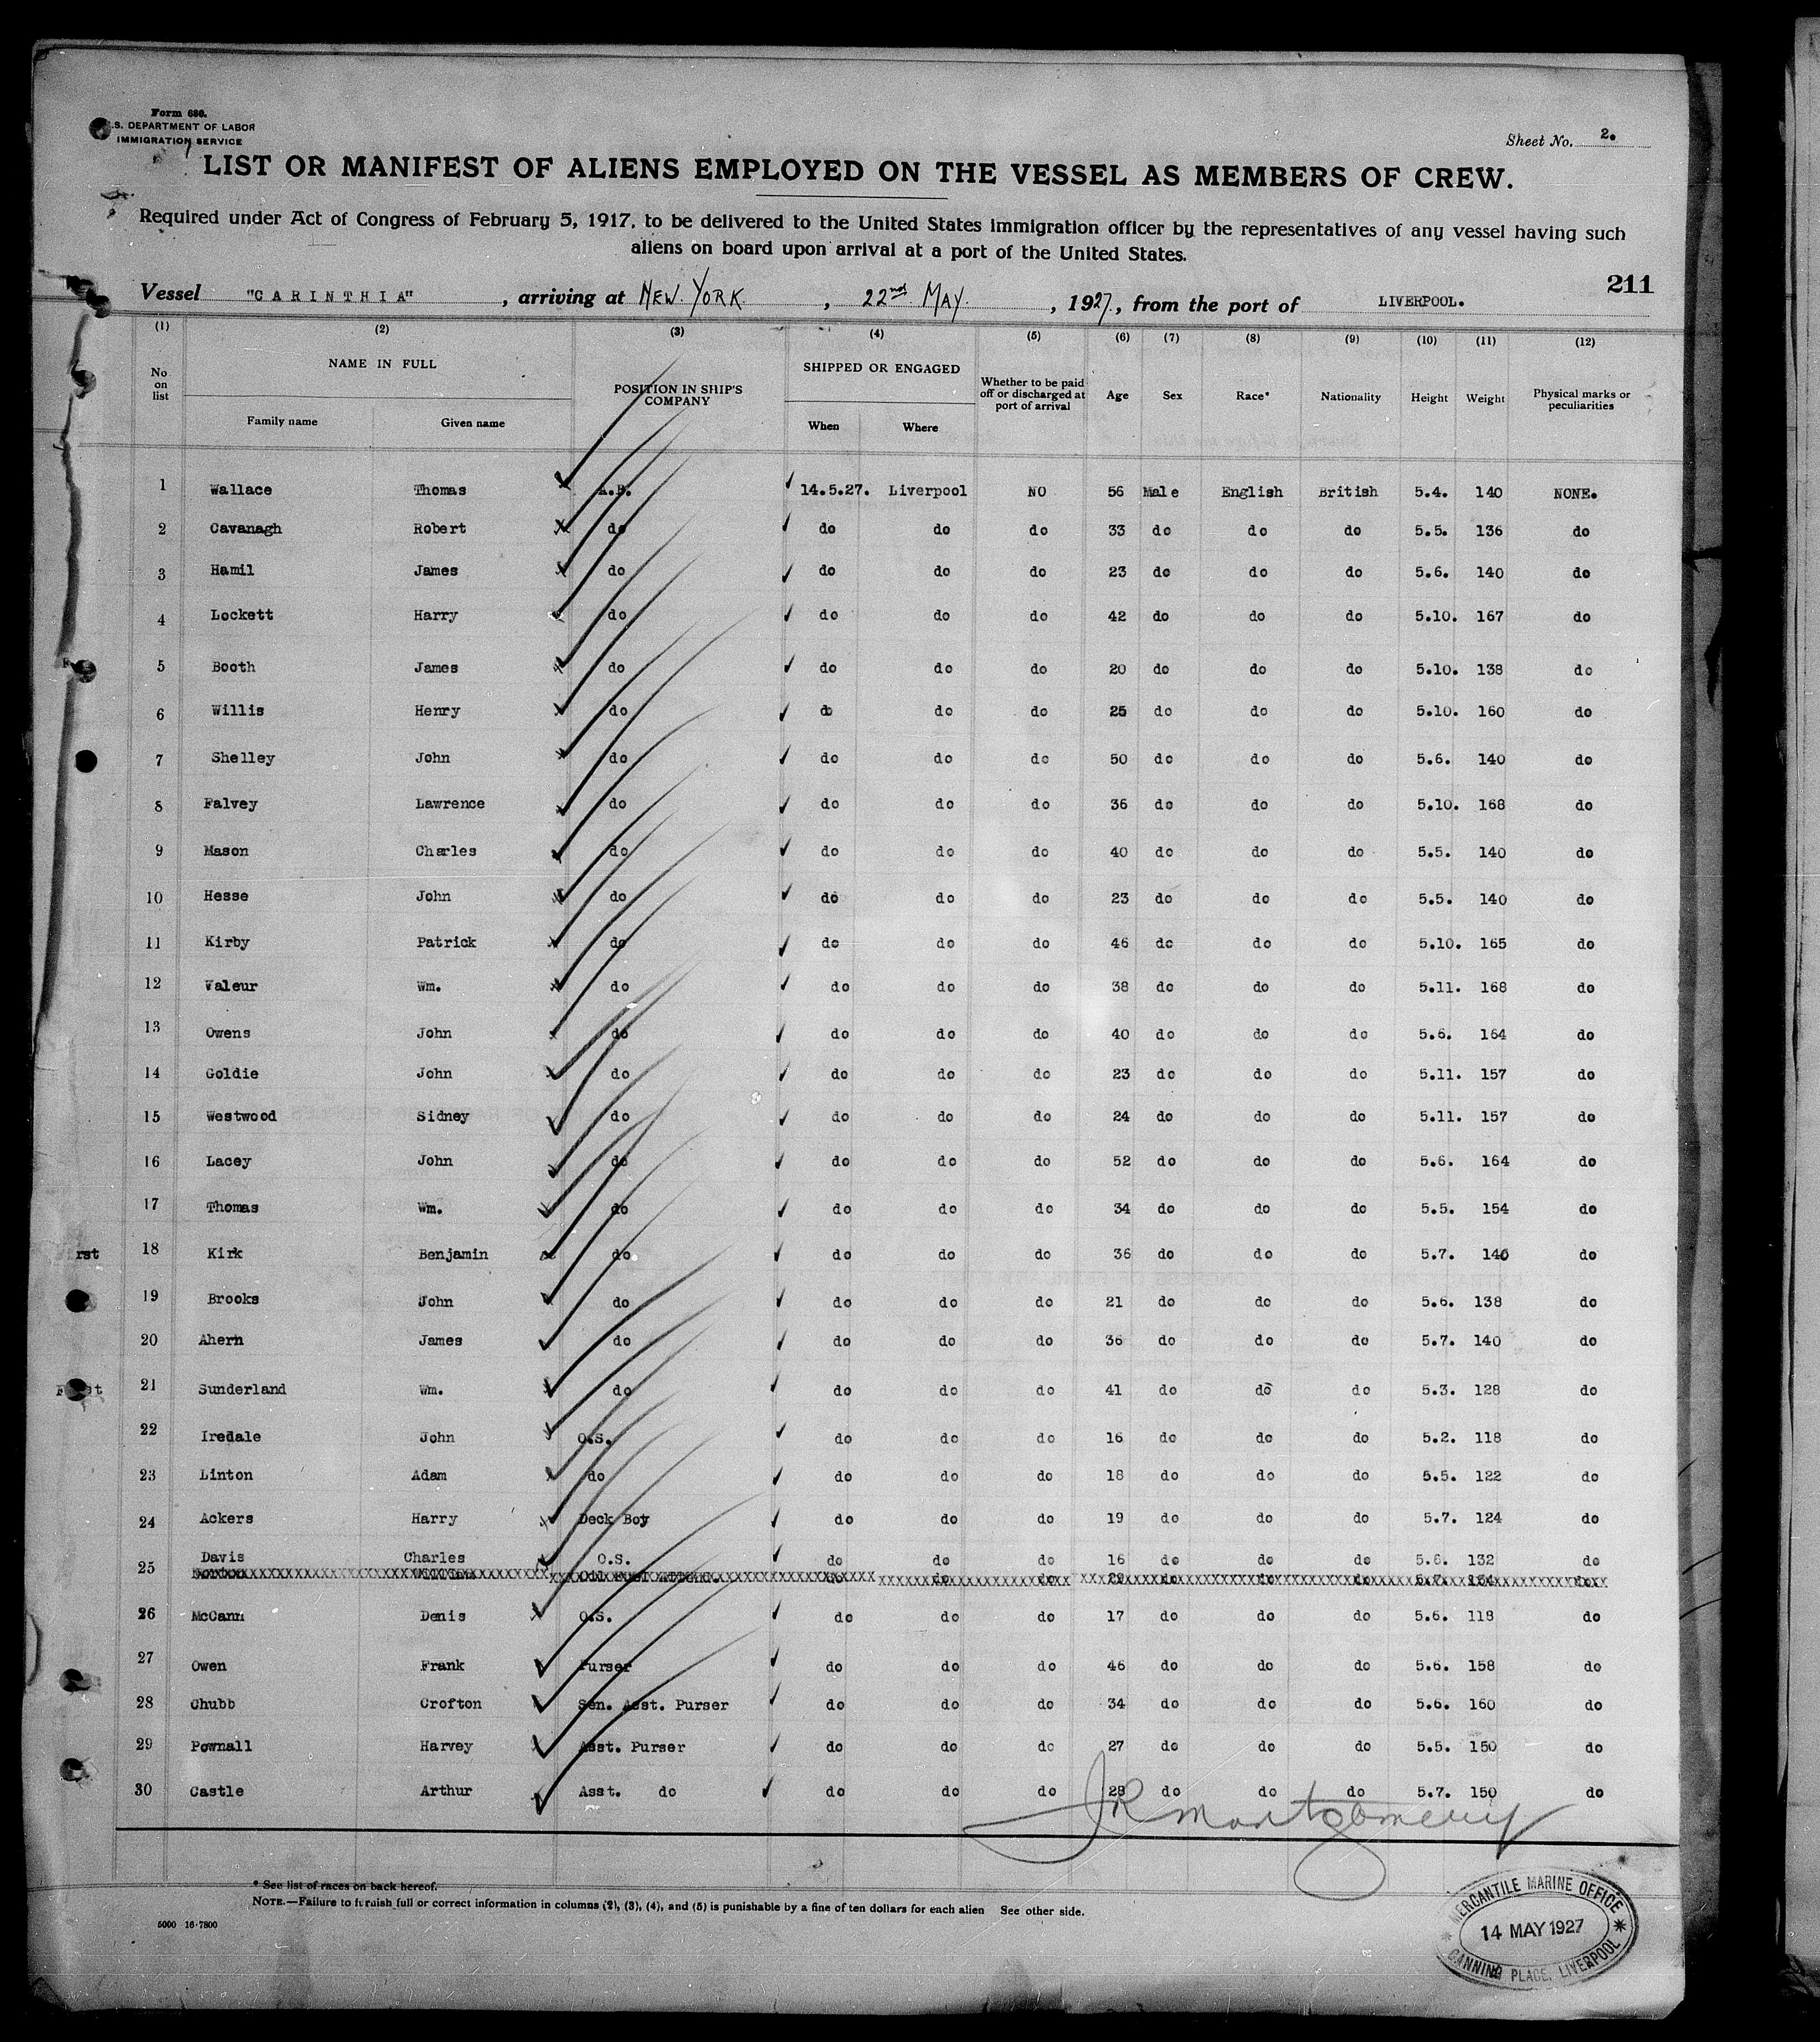 Form 680.
S. DEPARTMENT OF LABOR
IMMIGRATION SERVICE
Sheet No. 2.
LIST OR MANIFEST OF ALIENS EMPLOYED ON THE VESSEL AS MEMBERS OF CREW.
Required under Act of Congress of February 5, 1917, to be delivered to the United States immigration officer by the representatives of any vessel having such
aliens on board upon arrival at a port of the United States.
211
Vessel "CARINTHIA", arriving at NEW YORK, 22nd MAY, 1927, from the port of LIVERPOOL.
(1) (2) (3) (4) (5) (6) (7) (8) (9) (10) (11) (12)
No on list NAME IN FULL Family name Given name POSITION IN SHIP'S COMPANY SHIPPED OR ENGAGED When Where Whether to be paid off or discharged at port of arrival Age Sex Race* Nationality Height Weight Physical marks or peculiarities
1 Wallace Thomas A.B. 14.5.27. Liverpool NO 56 Male English British 5.4. 140 NONE.
2 Cavanagh Robert do do do do 33 do do do 5.5. 136 do
3 Hamil James do do do do 23 do do do 5.6. 140 do
4 Lockett Harry do do do do 42 do do do 5.10. 167 do
5 Booth James do do do do 20 do do do 5.10. 138 do
6 Willis Henry do do do do 25 do do do 5.10. 160 do
7 Shelley John do do do do 50 do do do 5.6. 140 do
8 Falvey Lawrence do do do do 36 do do do 5.10. 168 do
9 Mason Charles do do do do 40 do do do 5.5. 140 do
10 Hesse John do do do do 23 do do do 5.5. 140 do
11 Kirby Patrick do do do do 46 do do do 5.10. 165 do
12 Valeur Wm. do do do do 38 do do do 5.11. 168 do
13 Owens John do do do do 40 do do do 5.6. 164 do
14 Goldie John do do do do 23 do do do 5.11. 157 do
15 Westwood Sidney do do do do 24 do do do 5.11. 157 do
16 Lacey John do do do do 52 do do do 5.6. 164 do
17 Thomas Wm. do do do do 34 do do do 5.5. 154 do
rst 18 Kirk Benjamin do do do do 36 do do do 5.7. 146 do
19 Brooks John do do do do 21 do do do 5.6. 138 do
20 Ahern James do do do do 36 do do do 5.7. 140 do
21 Sunderland Wm. do do do do 41 do do do 5.3. 128 do
22 Iredale John O.S. do do do 16 do do do 5.2. 118 do
23 Linton Adam do do do do 18 do do do 5.5. 122 do
24 Ackers Harry Deck Boy do do do 19 do do do 5.7. 124 do
25 Davis Charles O.S. do do do 16 do do do 5.6. 132 do
26 McCann Denis O.S. do do do 17 do do do 5.6. 118 do
27 Owen Frank Purser do do do 46 do do do 5.6. 158 do
28 Chubb Crofton Sen. Asst. Purser do do do 34 do do do 5.6. 160 do
29 Pownall Harvey Asst. Purser do do do 27 do do do 5.5. 150 do
30 Castle Arthur Asst. do do do do 28 do do do 5.7. 150 do
JR Montgomery
* See list of races on back hereof.
NOTE.—Failure to furnish full or correct information in columns (2), (3), (4), and (5) is punishable by a fine of ten dollars for each alien See other side.
5000 16-7800
MERCANTILE MARINE OFFICE
14 MAY 1927
CANNING PLACE, LIVERPOOL